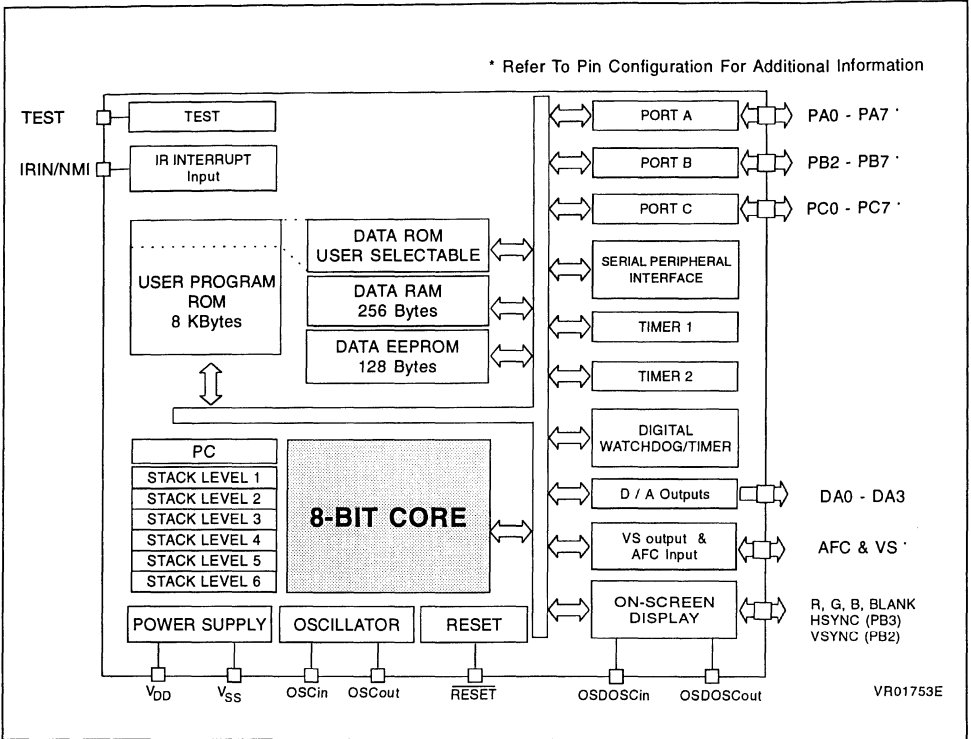 * Refer To Pin Configuration For Additional Information
TEST
TEST
IRIN/NMI
IR INTERRUPT
Input
USER PROGRAM
ROM
8 KBytes
DATA ROM
USER SELECTABLE
DATA RAM
256 Bytes
DATA EEPROM
128 Bytes
PC
STACK LEVEL 1
STACK LEVEL 2
STACK LEVEL 3
STACK LEVEL 4
STACK LEVEL 5
STACK LEVEL 6
8-BIT CORE
POWER SUPPLY
OSCILLATOR
RESET
VDD
VSS
OSCin
OSCout
RESET
PORT A
PA0 - PA7 *
PORT B
PB2 - PB7 *
PORT C
PC0 - PC7 *
SERIAL PERIPHERAL
INTERFACE
TIMER 1
TIMER 2
DIGITAL
WATCHDOG/TIMER
D / A Outputs
DA0 - DA3
VS output &
AFC Input
AFC & VS *
ON-SCREEN
DISPLAY
R, G, B, BLANK
HSYNC (PB3)
VSYNC (PB2)
OSDOSCin
OSDOSCout
VR01753E